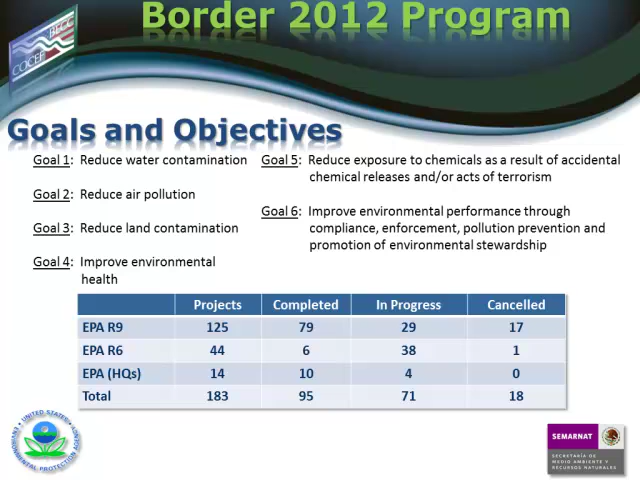 Border 2012 Program
BECC
COCEF
Goals and Objectives
Goal 1: Reduce water contamination
Goal 2: Reduce air pollution
Goal 3: Reduce land contamination
Goal 4: Improve environmental
health
Goal 5: Reduce exposure to chemicals as a result of accidental
chemical releases and/or acts of terrorism
Goal 6: Improve environmental performance through
compliance, enforcement, pollution prevention and
promotion of environmental stewardship
Projects Completed In Progress Cancelled
EPA R9 125 79 29 17
EPA R6 44 6 38 1
EPA (HQs) 14 10 4 0
Total 183 95 71 18
UNITED STATES
ENVIRONMENTAL PROTECTION AGENCY
SEMARNAT
SECRETARÍA DE
MEDIO AMBIENTE Y
RECURSOS NATURALES